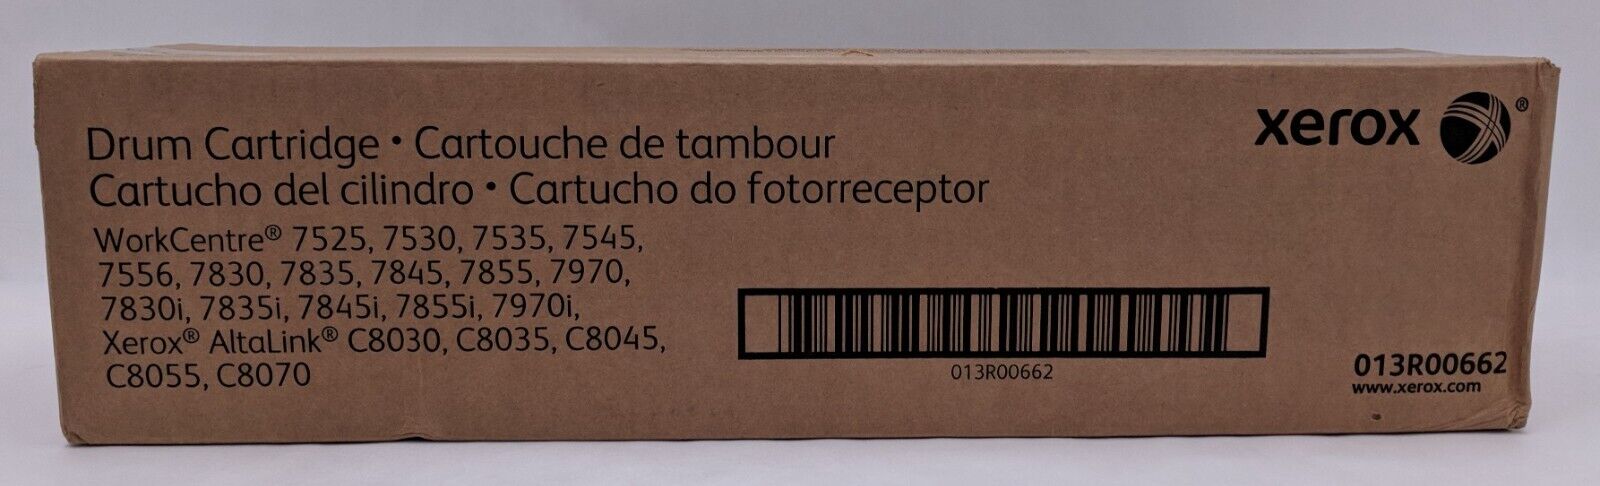 Drum Cartridge • Cartouche de tambour
Cartucho del cilindro • Cartucho do fotorreceptor
WorkCentre® 7525, 7530, 7535, 7545,
7556, 7830, 7835, 7845, 7855, 7970,
7830i, 7835i, 7845i, 7855i, 7970i,
Xerox® AltaLink® C8030, C8035, C8045,
C8055, C8070
xerox ®
013R00662
013R00662
www.xerox.com